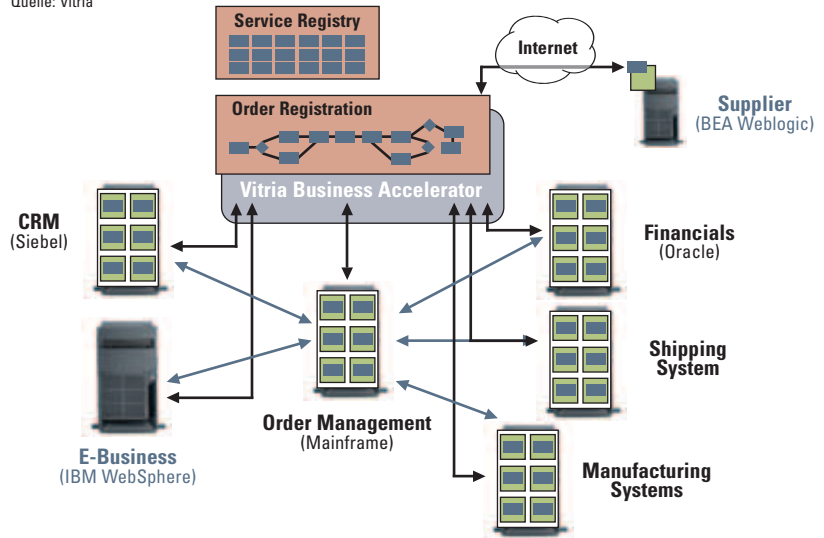 Quelle: Vitria
Service Registry
Internet
Order Registration
Supplier
(BEA Weblogic)
Vitria Business Accelerator
CRM
(Siebel)
Financials
(Oracle)
Shipping
System
Order Management
(Mainframe)
E-Business
(IBM WebSphere)
Manufacturing
Systems